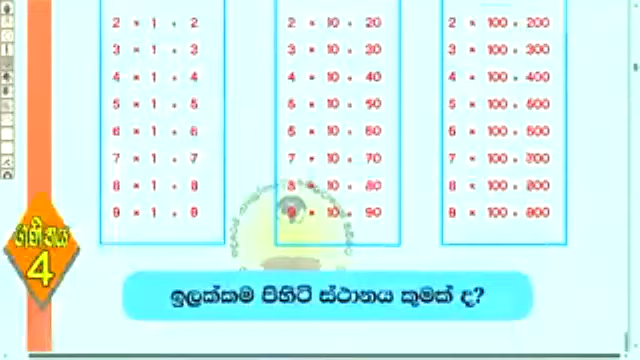 2 × 1 = 2
3 × 1 = 3
4 × 1 = 4
5 × 1 = 5
6 × 1 = 6
7 × 1 = 7
8 × 1 = 8
9 × 1 = 9
2 × 10 = 20
3 × 10 = 30
4 × 10 = 40
5 × 10 = 50
6 × 10 = 60
7 × 10 = 70
8 × 10 = 80
9 × 10 = 90
2 × 100 = 200
3 × 100 = 300
4 × 100 = 400
5 × 100 = 500
6 × 100 = 600
7 × 100 = 700
8 × 100 = 800
9 × 100 = 900
ගණිතය
4
ඉලක්කම පිහිටි ස්ථානය කුමක් ද?